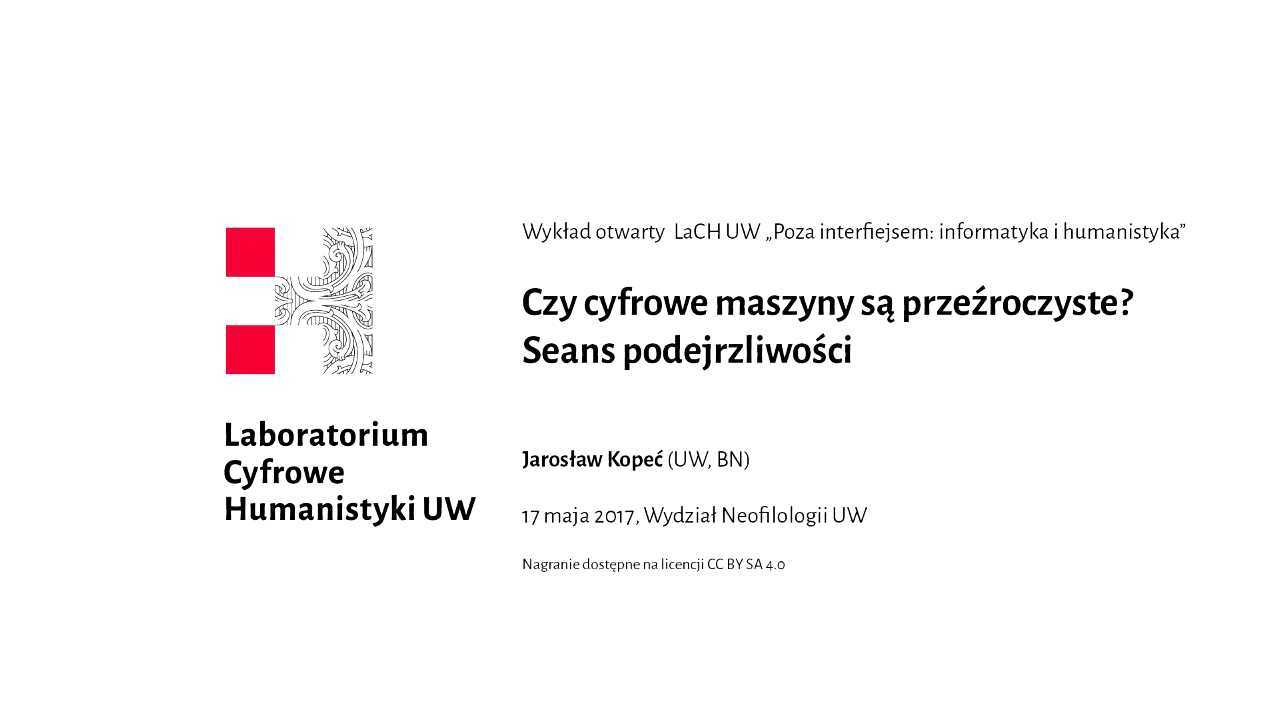 Wykład otwarty LaCH UW „Poza interfiejsem: informatyka i humanistyka”
Czy cyfrowe maszyny są przeźroczyste?
Seans podejrzliwości
Laboratorium
Cyfrowe
Humanistyki UW
Jarosław Kopeć (UW, BN)
17 maja 2017, Wydział Neofilologii UW
Nagranie dostępne na licencji CC BY SA 4.0